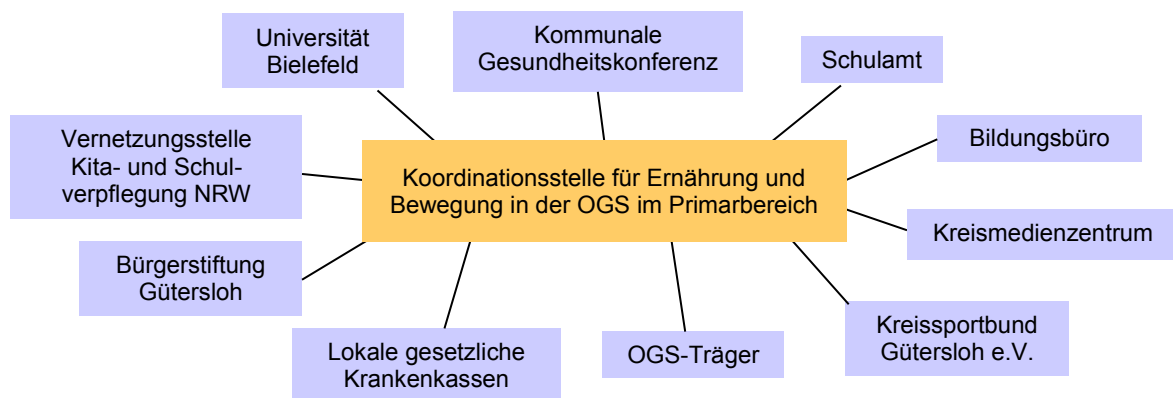 Universität
Bielefeld
Kommunale
Gesundheitskonferenz
Schulamt
Vernetzungsstelle
Kita- und Schul-
verpflegung NRW
Bildungsbüro
Koordinationsstelle für Ernährung und
Bewegung in der OGS im Primarbereich
Kreismedienzentrum
Bürgerstiftung
Gütersloh
Lokale gesetzliche
Krankenkassen
OGS-Träger
Kreissportbund
Gütersloh e.V.